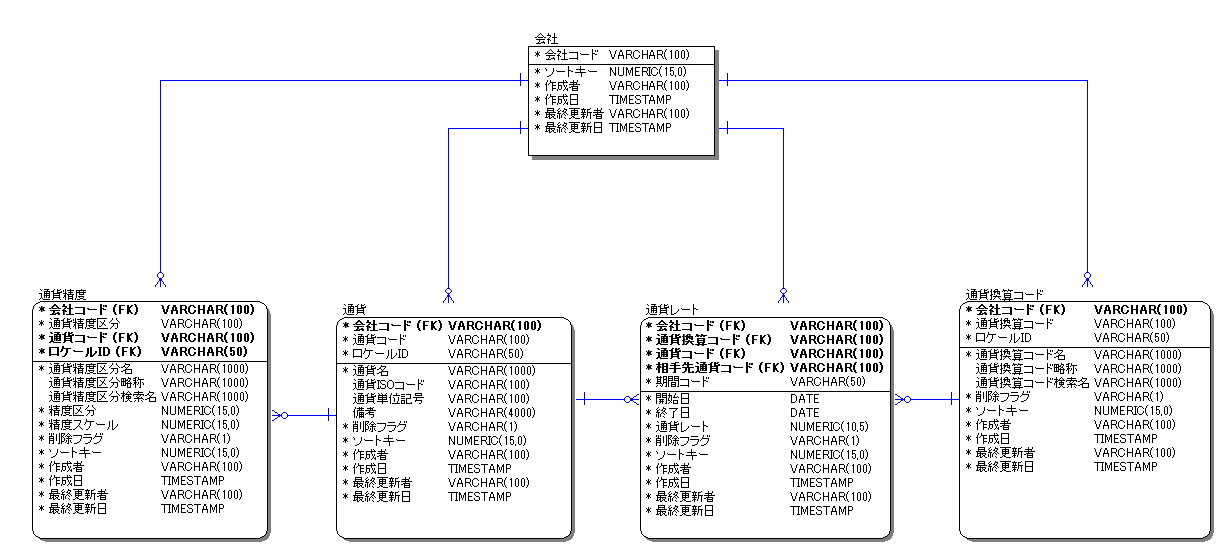 会社
* 会社コード VARCHAR(100)
* ソートキー NUMERIC(15,0)
* 作成者 VARCHAR(100)
* 作成日 TIMESTAMP
* 最終更新者 VARCHAR(100)
* 最終更新日 TIMESTAMP
通貨精度
* 会社コード (FK) VARCHAR(100)
* 通貨精度区分 VARCHAR(100)
* 通貨コード (FK) VARCHAR(100)
* ロケールID (FK) VARCHAR(50)
* 通貨精度区分名 VARCHAR(1000)
通貨精度区分略称 VARCHAR(1000)
通貨精度区分検索名 VARCHAR(1000)
* 精度区分 NUMERIC(15,0)
* 精度スケール NUMERIC(15,0)
* 削除フラグ VARCHAR(1)
* ソートキー NUMERIC(15,0)
* 作成者 VARCHAR(100)
* 作成日 TIMESTAMP
* 最終更新者 VARCHAR(100)
* 最終更新日 TIMESTAMP
通貨
* 会社コード (FK) VARCHAR(100)
* 通貨コード VARCHAR(100)
* ロケールID VARCHAR(50)
* 通貨名 VARCHAR(1000)
通貨ISOコード VARCHAR(100)
通貨単位記号 VARCHAR(100)
備考 VARCHAR(4000)
* 削除フラグ VARCHAR(1)
* ソートキー NUMERIC(15,0)
* 作成者 VARCHAR(100)
* 作成日 TIMESTAMP
* 最終更新者 VARCHAR(100)
* 最終更新日 TIMESTAMP
通貨レート
* 会社コード (FK) VARCHAR(100)
* 通貨換算コード (FK) VARCHAR(100)
* 通貨コード (FK) VARCHAR(100)
* 相手先通貨コード (FK) VARCHAR(100)
* 期間コード VARCHAR(50)
* 開始日 DATE
* 終了日 DATE
* 通貨レート NUMERIC(10,5)
* 削除フラグ VARCHAR(1)
* ソートキー NUMERIC(15,0)
* 作成者 VARCHAR(100)
* 作成日 TIMESTAMP
* 最終更新者 VARCHAR(100)
* 最終更新日 TIMESTAMP
通貨換算コード
* 会社コード (FK) VARCHAR(100)
* 通貨換算コード VARCHAR(100)
* ロケールID VARCHAR(50)
* 通貨換算コード名 VARCHAR(1000)
通貨換算コード略称 VARCHAR(1000)
通貨換算コード検索名 VARCHAR(1000)
* 削除フラグ VARCHAR(1)
* ソートキー NUMERIC(15,0)
* 作成者 VARCHAR(100)
* 作成日 TIMESTAMP
* 最終更新者 VARCHAR(100)
* 最終更新日 TIMESTAMP